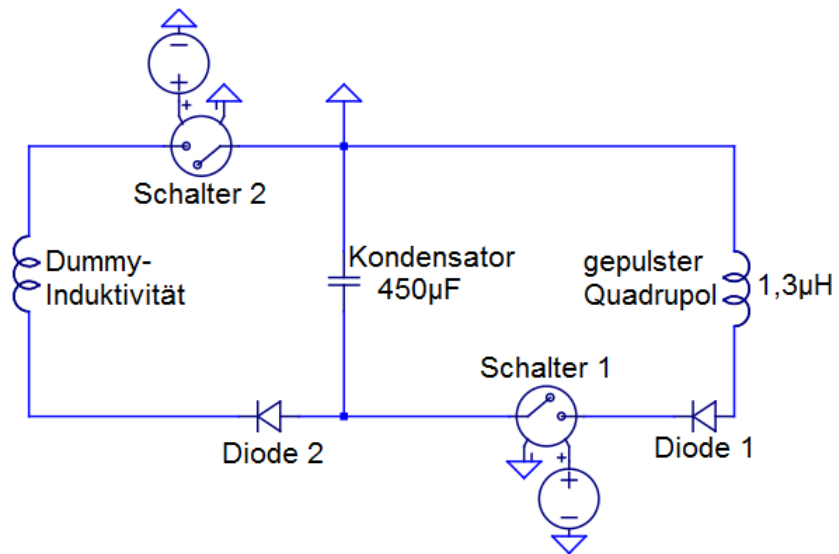 Schalter 2
Dummy-
Induktivität
Kondensator
450µF
gepulster
Quadrupol
1,3µH
Schalter 1
Diode 2
Diode 1